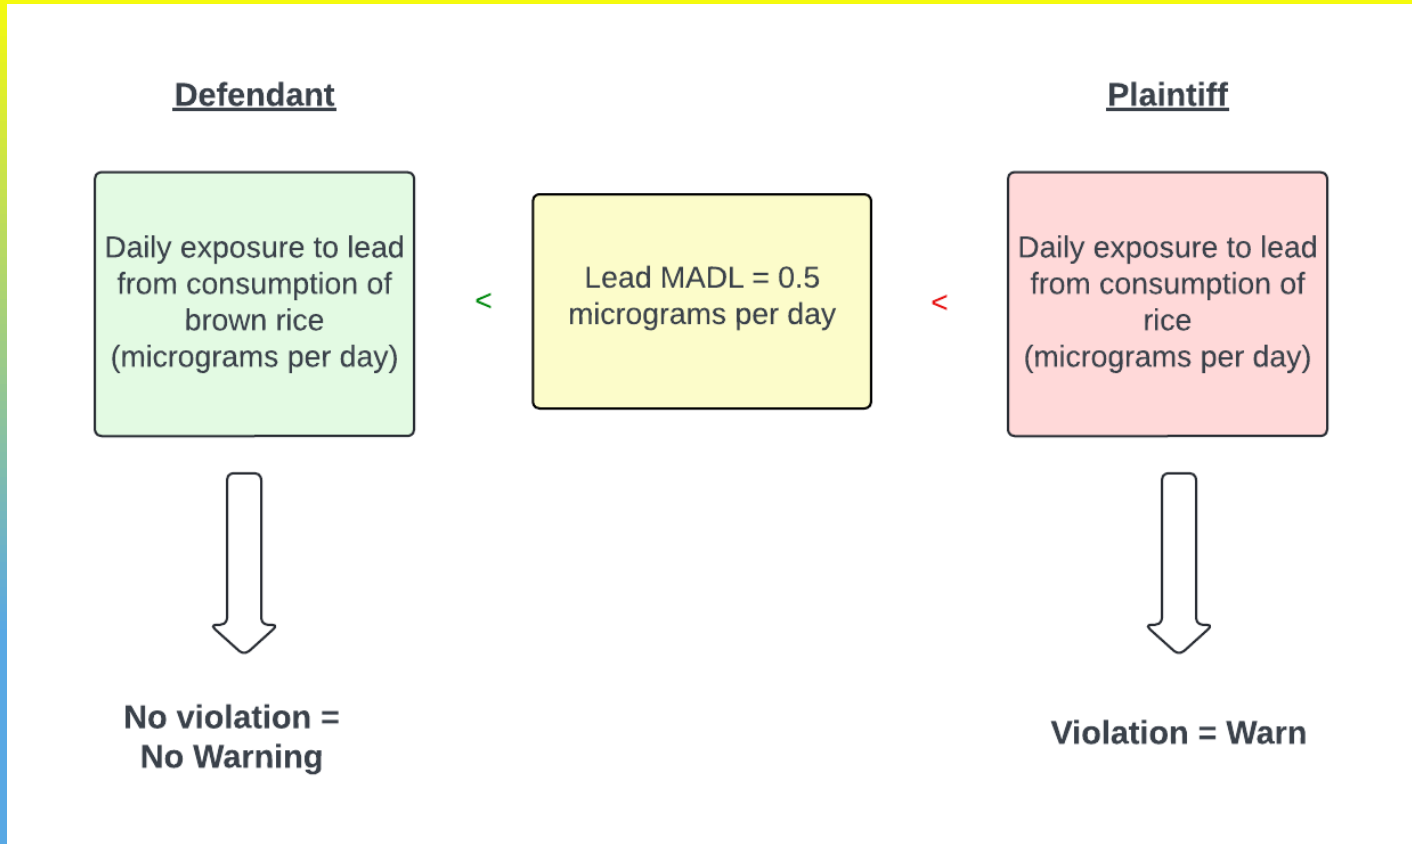 Defendant
Plaintiff
Daily exposure to lead
from consumption of
brown rice
(micrograms per day)
<
Lead MADL = 0.5
micrograms per day
<
Daily exposure to lead
from consumption of
rice
(micrograms per day)
No violation =
No Warning
Violation = Warn